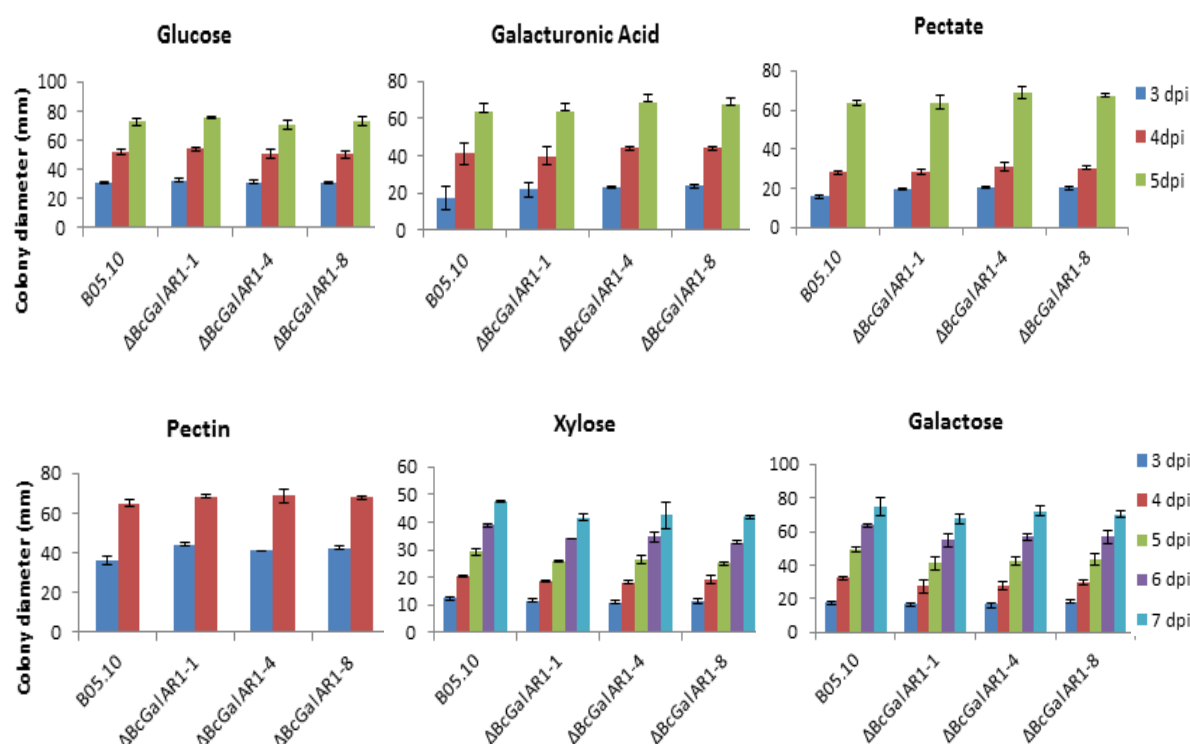 Glucose
Colony diameter (mm)
100
80
60
40
20
0
B05.10
ΔBcGalAR1-1
ΔBcGalAR1-4
ΔBcGalAR1-8
Galacturonic Acid
80
60
40
20
0
B05.10
ΔBcGalAR1-1
ΔBcGalAR1-4
ΔBcGalAR1-8
Pectate
80
60
40
20
0
B05.10
ΔBcGalAR1-1
ΔBcGalAR1-4
ΔBcGalAR1-8
3 dpi
4dpi
5dpi
Pectin
Colony diameter (mm)
80
60
40
20
0
B05.10
ΔBcGalAR1-1
ΔBcGalAR1-4
ΔBcGalAR1-8
Xylose
60
50
40
30
20
10
0
B05.10
ΔBcGalAR1-1
ΔBcGalAR1-4
ΔBcGalAR1-8
Galactose
100
80
60
40
20
0
B05.10
ΔBcGalAR1-1
ΔBcGalAR1-4
ΔBcGalAR1-8
3 dpi
4 dpi
5 dpi
6 dpi
7 dpi